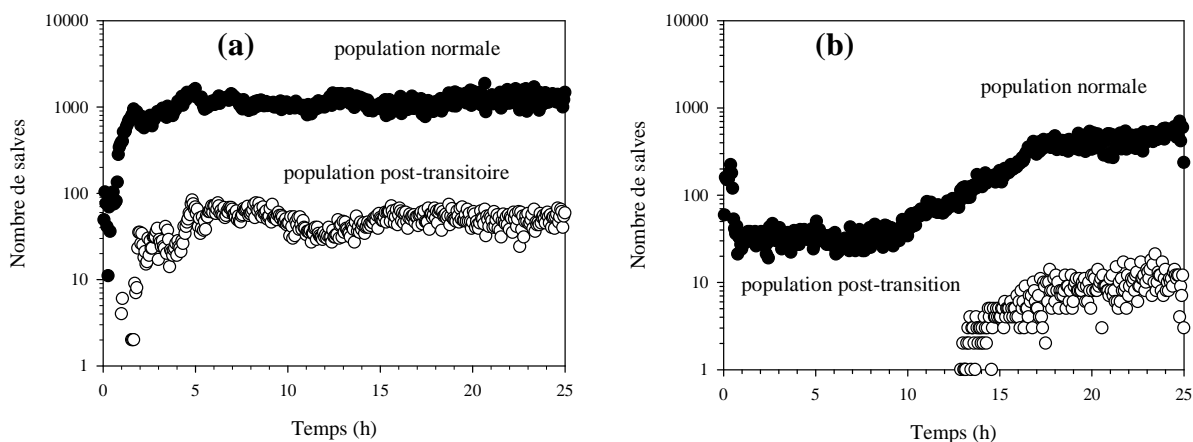 (a)
population normale
population post-transitoire
Nombre de salves
10000
1000
100
10
1
0 5 10 15 20 25
Temps (h)
(b)
population normale
population post-transition
Nombre de salves
10000
1000
100
10
1
0 5 10 15 20 25
Temps (h)